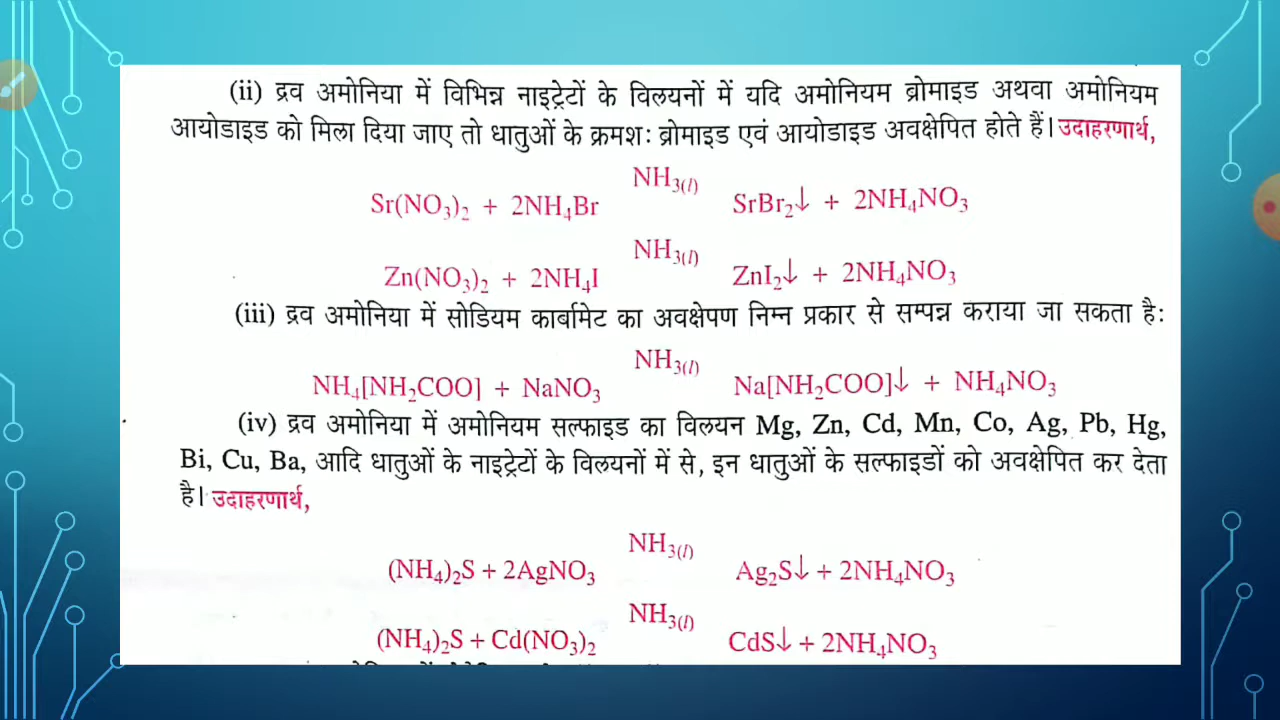 (ii) द्रव अमोनिया में विभिन्न नाइट्रेटों के विलयनों में यदि अमोनियम ब्रोमाइड अथवा अमोनियम
आयोडाइड को मिला दिया जाए तो धातुओं के क्रमशः ब्रोमाइड एवं आयोडाइड अवक्षेपित होते हैं। उदाहरणार्थ,
NH₃₍l₎
Sr(NO₃)₂ + 2NH₄Br SrBr₂↓ + 2NH₄NO₃
NH₃₍l₎
Zn(NO₃)₂ + 2NH₄I ZnI₂↓ + 2NH₄NO₃
(iii) द्रव अमोनिया में सोडियम कार्बामेट का अवक्षेपण निम्न प्रकार से सम्पन्न कराया जा सकता है:
NH₃₍l₎
NH₄[NH₂COO] + NaNO₃ Na[NH₂COO]↓ + NH₄NO₃
(iv) द्रव अमोनिया में अमोनियम सल्फाइड का विलयन Mg, Zn, Cd, Mn, Co, Ag, Pb, Hg,
Bi, Cu, Ba, आदि धातुओं के नाइट्रेटों के विलयनों में से, इन धातुओं के सल्फाइडों को अवक्षेपित कर देता
है। उदाहरणार्थ,
NH₃₍l₎
(NH₄)₂S + 2AgNO₃ Ag₂S↓ + 2NH₄NO₃
NH₃₍l₎
(NH₄)₂S + Cd(NO₃)₂ CdS↓ + 2NH₄NO₃